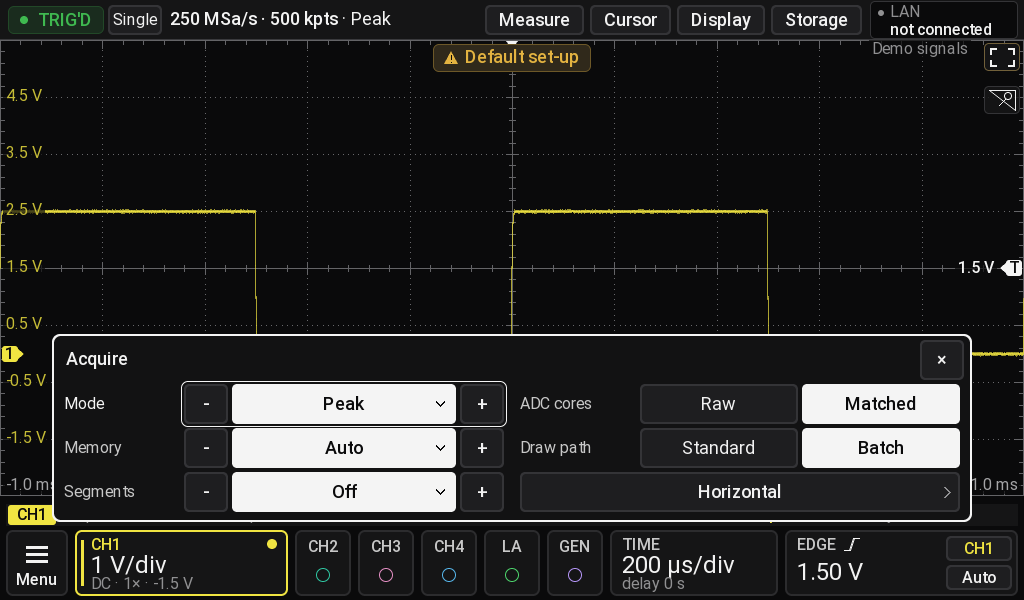 TRIG'D Single 250 MSa/s · 500 kpts · Peak Measure Cursor Display Storage LAN
not connected
Demo signals
Default set-up
4.5 V
3.5 V
2.5 V
1.5 V 1.5 V T
0.5 V
1
-0.5 V
-1.5 V
-1.0 ms 1.0 ms
Acquire ×
Mode - Peak + ADC cores Raw Matched
Memory - Auto + Draw path Standard Batch
Segments - Off + Horizontal
CH1
Menu
CH1
1 V/div
DC · 1× · -1.5 V
CH2 CH3 CH4 LA GEN
TIME
200 µs/div
delay 0 s
EDGE CH1
1.50 V Auto